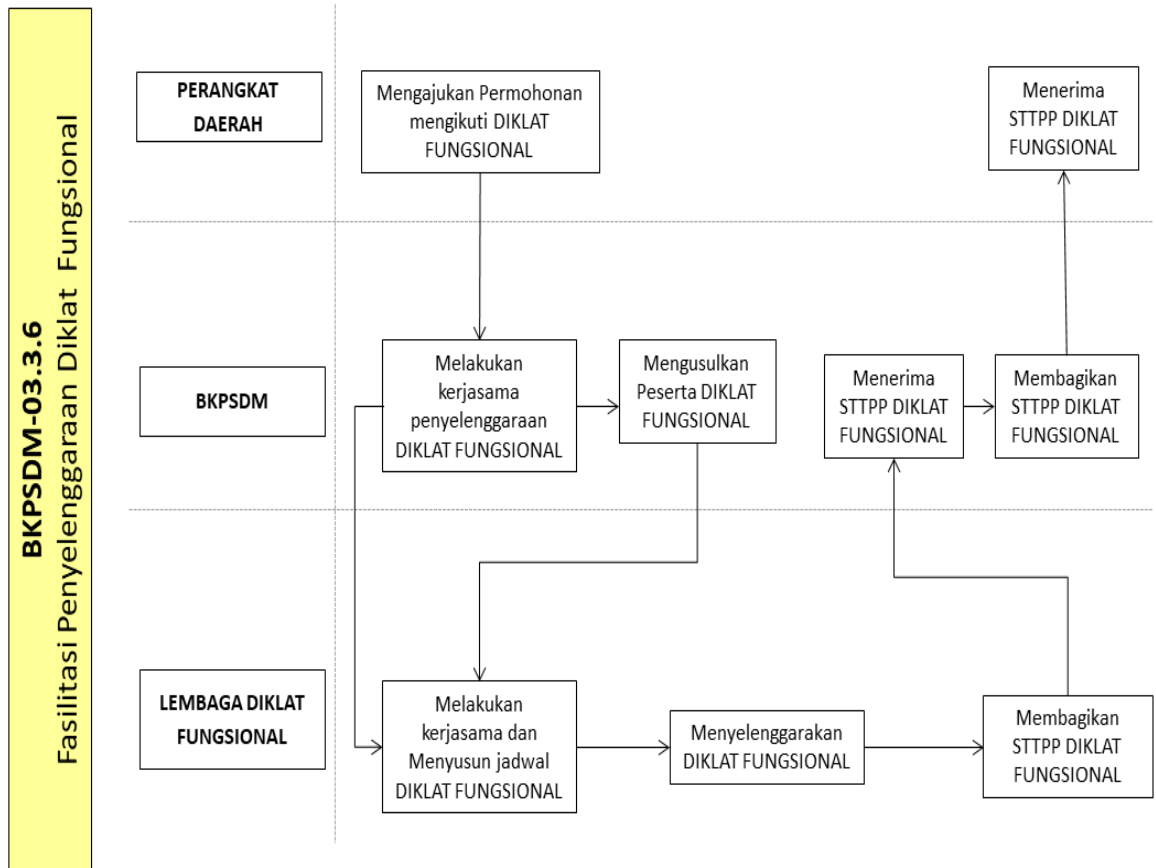 BKPSDM-03.3.6
Fasilitasi Penyelenggaraan Diklat Fungsional
PERANGKAT
DAERAH
Mengajukan Permohonan
mengikuti DIKLAT
FUNGSIONAL
Menerima
STTPP DIKLAT
FUNGSIONAL
BKPSDM
Melakukan
kerjasama
penyelenggaraan
DIKLAT FUNGSIONAL
Mengusulkan
Peserta DIKLAT
FUNGSIONAL
Menerima
STTPP DIKLAT
FUNGSIONAL
Membagikan
STTPP DIKLAT
FUNGSIONAL
LEMBAGA DIKLAT
FUNGSIONAL
Melakukan
kerjasama dan
Menyusun jadwal
DIKLAT FUNGSIONAL
Menyelenggarakan
DIKLAT FUNGSIONAL
Membagikan
STTPP DIKLAT
FUNGSIONAL